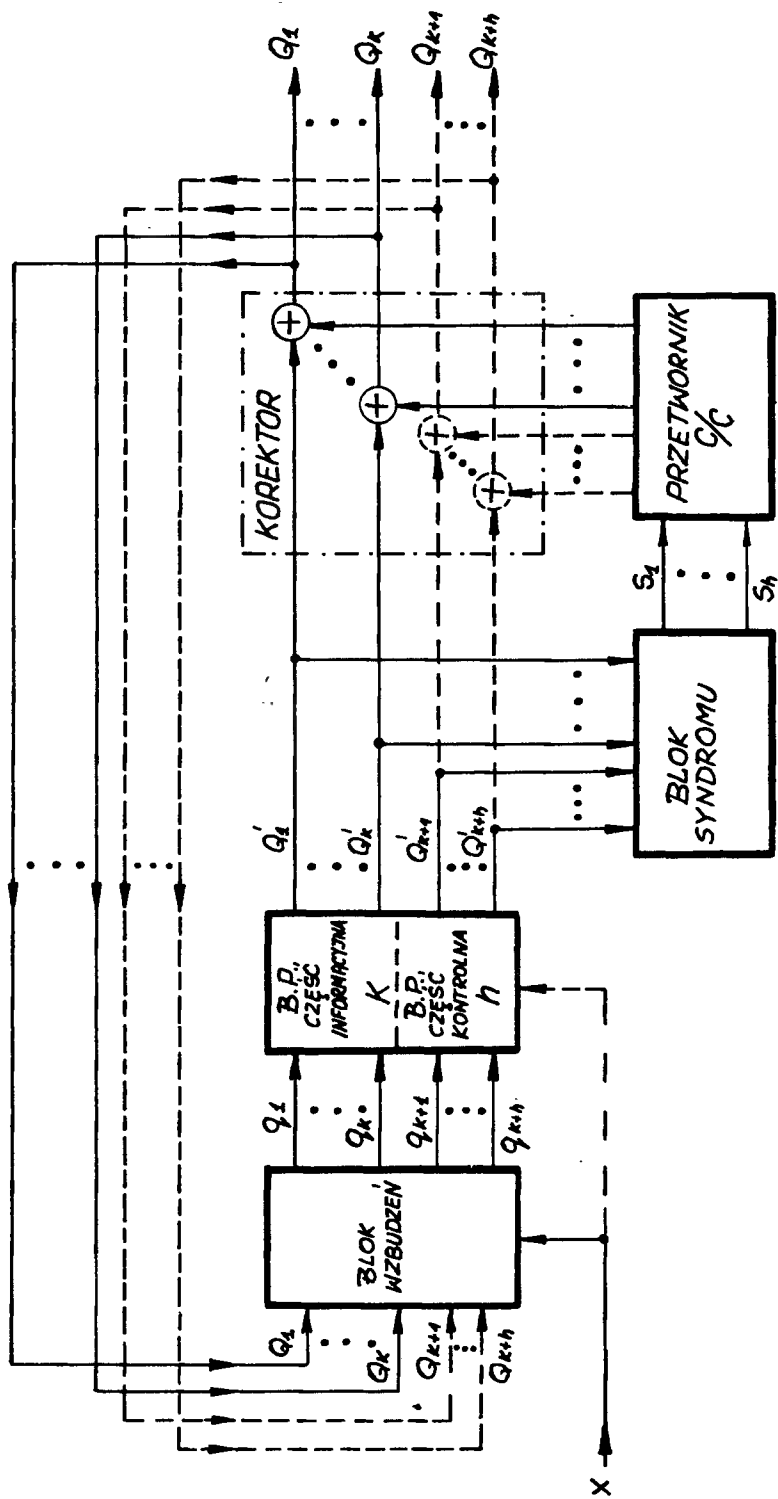 Q1
Qk
Qk+1
Qk+h
BLOK
WZBUDZEŃ
q1
qk
qk+1
qk+h
B.P.,
CZĘŚĆ
INFORMACYJNA
K
B.P.,
CZĘŚĆ
KONTROLNA
h
Q'1
Q'k
Q'k+1
Q'k+h
KOREKTOR
+
+
+
+
Q1
Qk
Qk+1
Qk+h
BLOK
SYNDROMU
S1
Sh
PRZETWORNIK
C/C
X